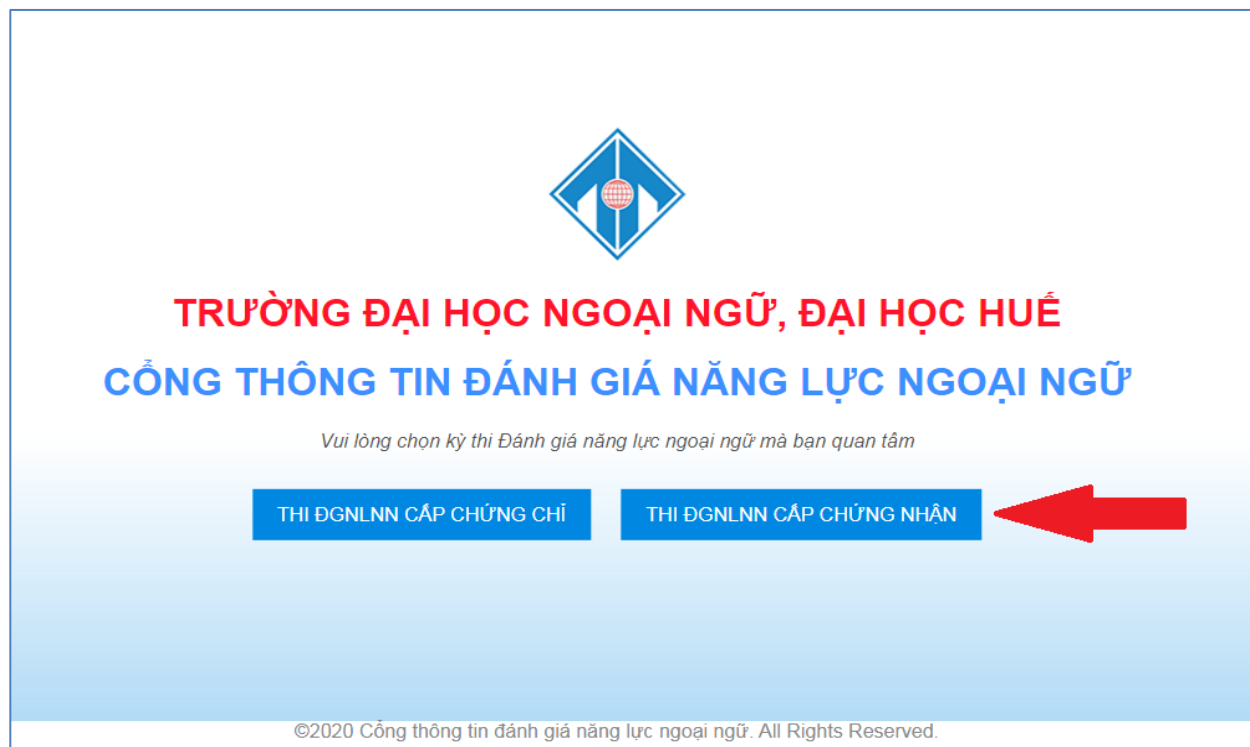 TRƯỜNG ĐẠI HỌC NGOẠI NGỮ, ĐẠI HỌC HUẾ
CỔNG THÔNG TIN ĐÁNH GIÁ NĂNG LỰC NGOẠI NGỮ
Vui lòng chọn kỳ thi Đánh giá năng lực ngoại ngữ mà bạn quan tâm
THI ĐGNLNN CẤP CHỨNG CHỈ
THI ĐGNLNN CẤP CHỨNG NHẬN
©2020 Cổng thông tin đánh giá năng lực ngoại ngữ. All Rights Reserved.